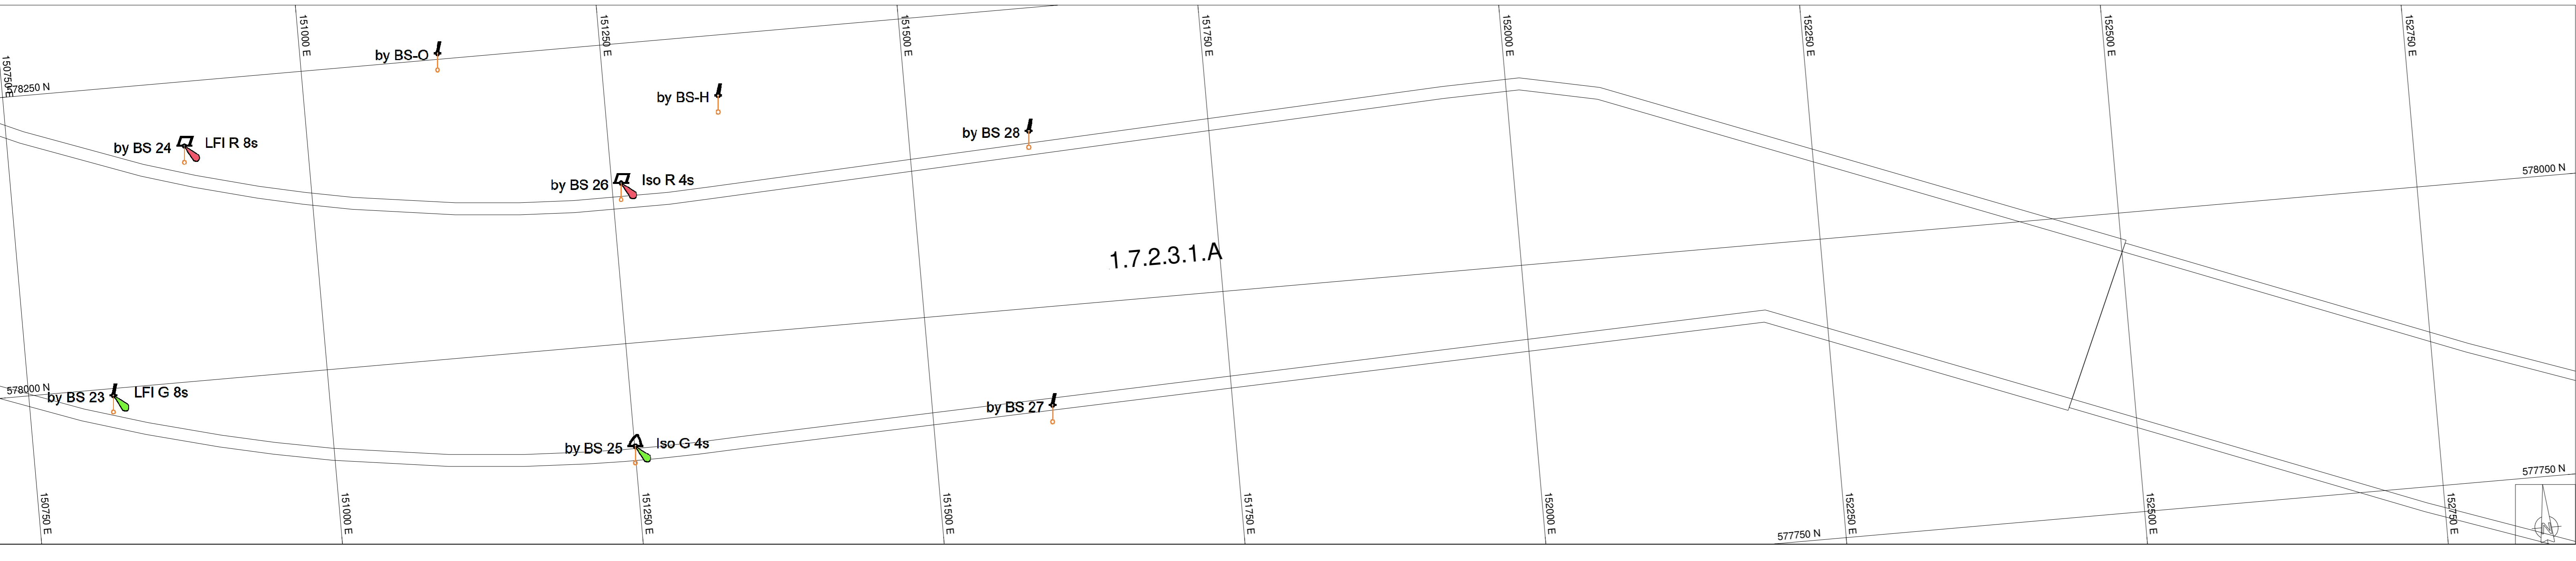 151000 E
151250 E
151500 E
151750 E
152000 E
152250 E
152500 E
152750 E
150750 E
578250 N
by BS-O
by BS-H
by BS 28
by BS 24
LFI R 8s
by BS 26
Iso R 4s
578000 N
1.7.2.3.1.A
578000 N
by BS 23
LFI G 8s
by BS 27
by BS 25
Iso G 4s
577750 N
150750 E
151000 E
151250 E
151500 E
151750 E
152000 E
152250 E
152500 E
152750 E
577750 N
N